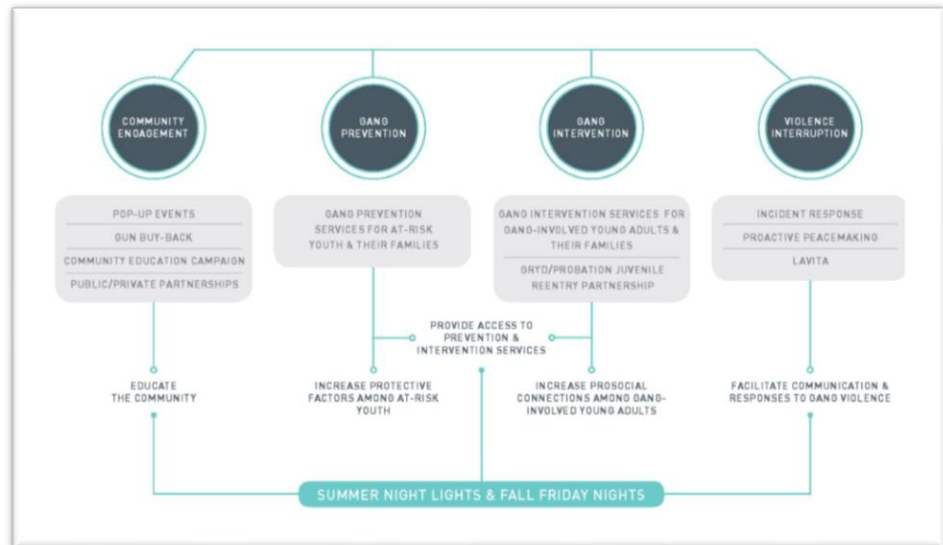 COMMUNITY
ENGAGEMENT
GANG
PREVENTION
GANG
INTERVENTION
VIOLENCE
INTERRUPTION
POP-UP EVENTS
GUN BUY-BACK
COMMUNITY EDUCATION CAMPAIGN
PUBLIC/PRIVATE PARTNERSHIPS
GANG PREVENTION
SERVICES FOR AT-RISK
YOUTH & THEIR FAMILIES
GANG INTERVENTION SERVICES FOR
GANG-INVOLVED YOUNG ADULTS &
THEIR FAMILIES
GRYD/PROBATION JUVENILE
REENTRY PARTNERSHIP
INCIDENT RESPONSE
PROACTIVE PEACEMAKING
LAVITA
PROVIDE ACCESS TO
PREVENTION &
INTERVENTION SERVICES
EDUCATE
THE COMMUNITY
INCREASE PROTECTIVE
FACTORS AMONG AT-RISK
YOUTH
INCREASE PROSOCIAL
CONNECTIONS AMONG GANG-
INVOLVED YOUNG ADULTS
FACILITATE COMMUNICATION &
RESPONSES TO GANG VIOLENCE
SUMMER NIGHT LIGHTS & FALL FRIDAY NIGHTS